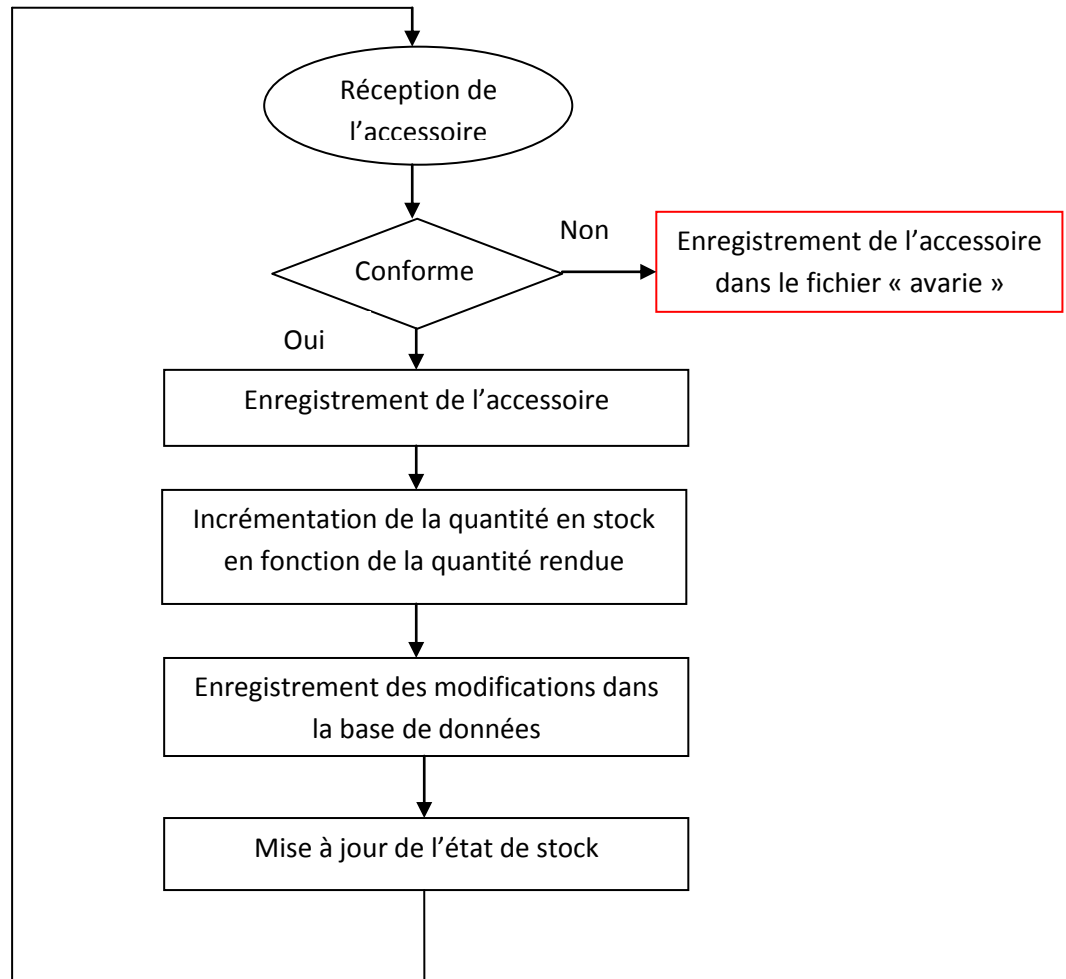 Réception de
l’accessoire
Non
Enregistrement de l’accessoire
dans le fichier « avarie »
Conforme
Oui
Enregistrement de l’accessoire
Incrémentation de la quantité en stock
en fonction de la quantité rendue
Enregistrement des modifications dans
la base de données
Mise à jour de l’état de stock